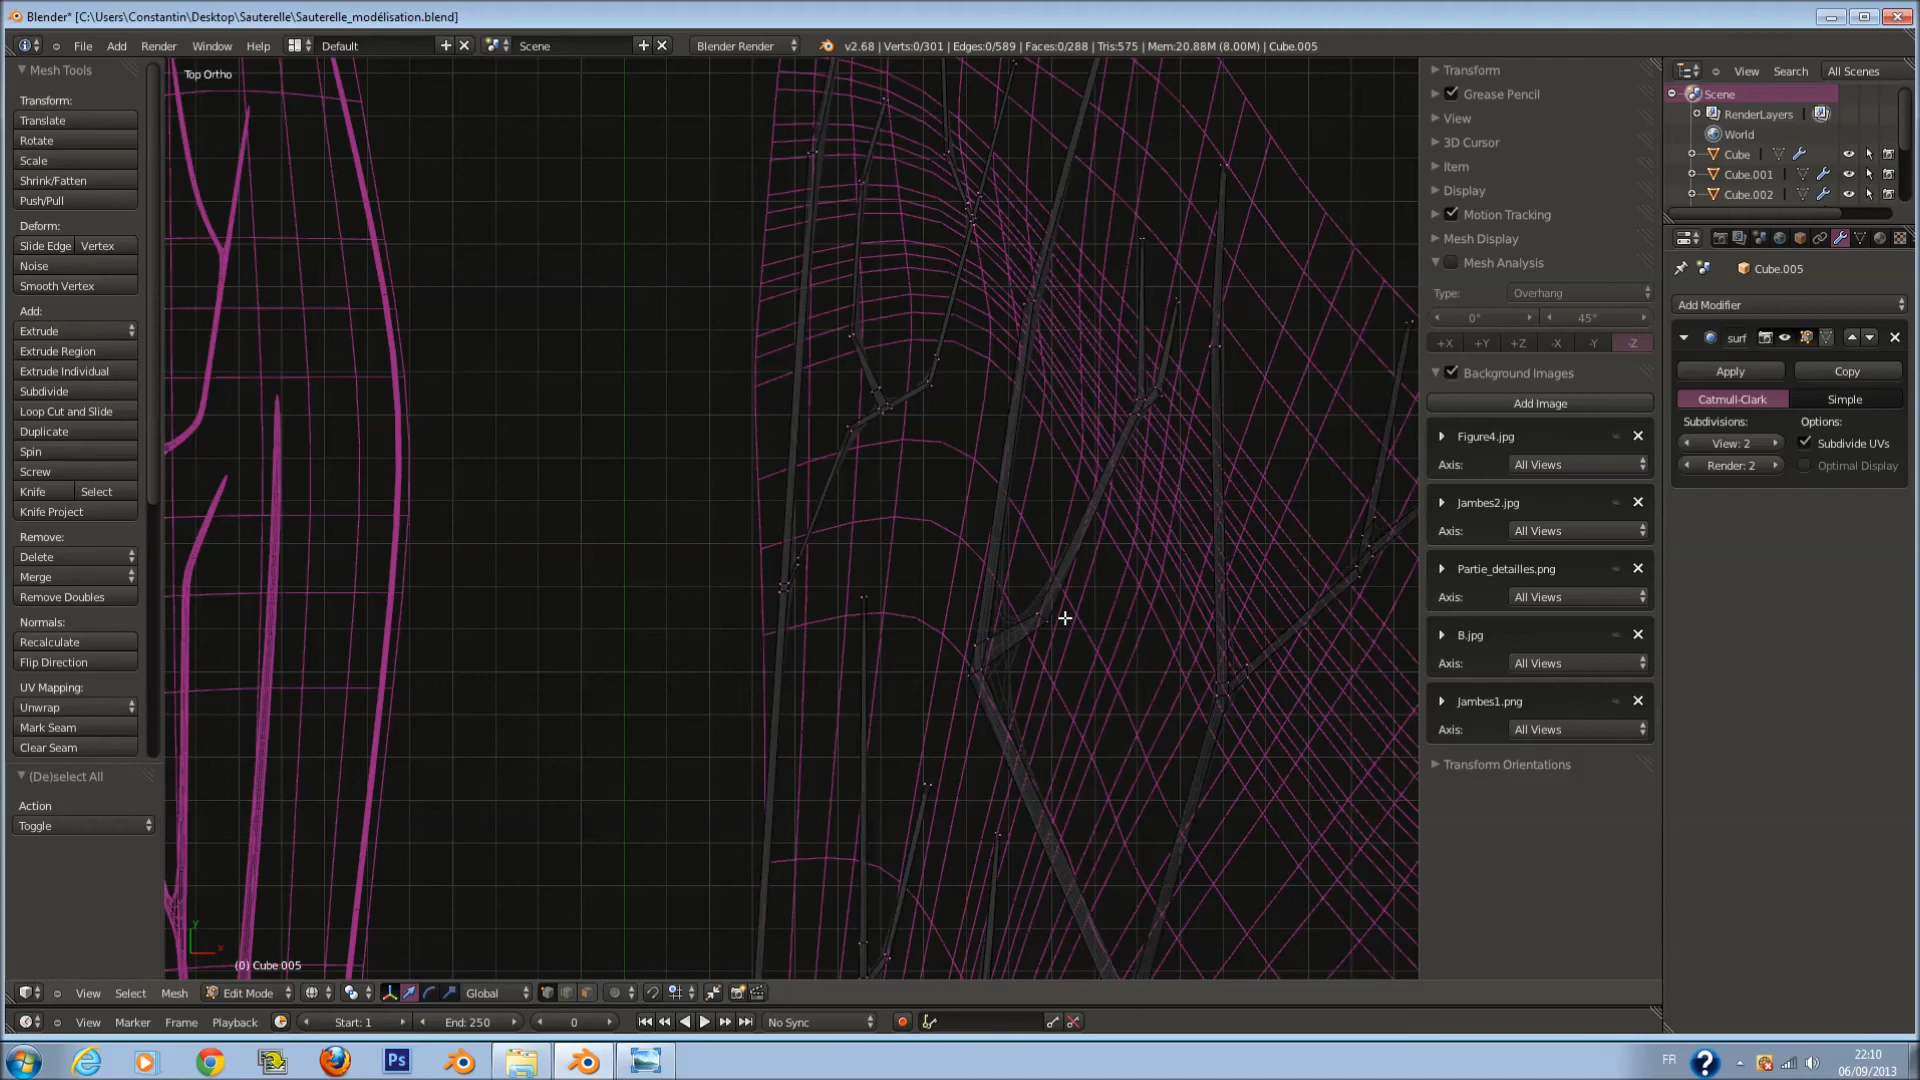 Blender* [C:\Users\Constantin\Desktop\Sauterelle\Sauterelle_modélisation.blend]
File Add Render Window Help Default Scene Blender Render v2.68 | Verts:0/301 | Edges:0/589 | Faces:0/288 | Tris:575 | Mem:20.88M (8.00M) | Cube.005
Mesh Tools
Transform:
Translate
Rotate
Scale
Shrink/Fatten
Push/Pull
Deform:
Slide Edge Vertex
Noise
Smooth Vertex
Add:
Extrude
Extrude Region
Extrude Individual
Subdivide
Loop Cut and Slide
Duplicate
Spin
Screw
Knife Select
Knife Project
Remove:
Delete
Merge
Remove Doubles
Normals:
Recalculate
Flip Direction
UV Mapping:
Unwrap
Mark Seam
Clear Seam
(De)select All
Action
Toggle
Top Ortho
y
x
(0) Cube 005
Transform
Grease Pencil
View
3D Cursor
Item
Display
Motion Tracking
Mesh Display
Mesh Analysis
Type: Overhang
0° 45°
+X +Y +Z -X -Y -Z
Background Images
Add Image
Figure4.jpg
Axis: All Views
Jambes2.jpg
Axis: All Views
Partie_detailles.png
Axis: All Views
B.jpg
Axis: All Views
Jambes1.png
Axis: All Views
Transform Orientations
View Search All Scenes
Scene
RenderLayers
World
Cube
Cube.001
Cube.002
Cube.005
Add Modifier
surf
Apply Copy
Catmull-Clark Simple
Subdivisions: Options:
View: 2 Subdivide UVs
Render: 2 Optimal Display
View Select Mesh Edit Mode Global
View Marker Frame Playback Start: 1 End: 250 0 No Sync
Ps
FR
?
22:10
06/09/2013